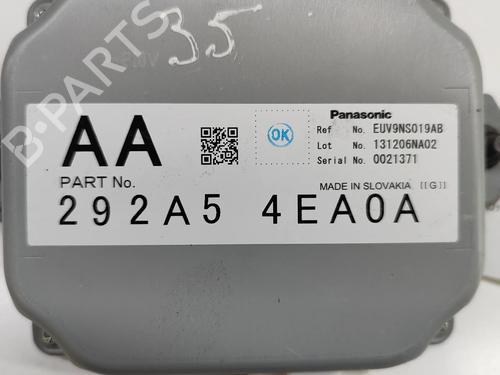 35
B-PARTS
AA
OK
Panasonic
Ref No. EUV9NS019AB
Lot No. 131206NA02
Serial No. 0021371
PART No.
MADE IN SLOVAKIA [[G]]
292A5 4EA0A